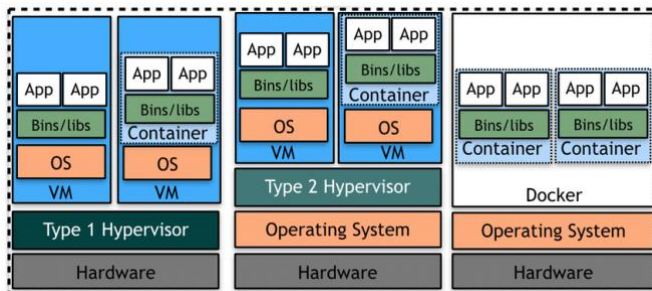 App App
Bins/libs
OS
VM
App App
Bins/libs
Container
OS
VM
Type 1 Hypervisor
Hardware
App App
Bins/libs
OS
VM
App App
Bins/libs
Container
OS
VM
Type 2 Hypervisor
Operating System
Hardware
App App
Bins/libs
Container
App App
Bins/libs
Container
Docker
Operating System
Hardware